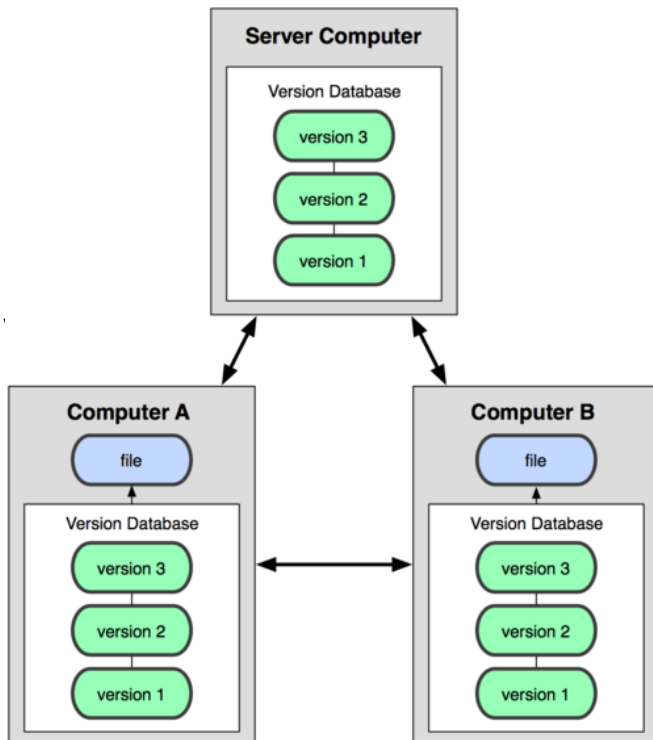 Server Computer
Version Database
version 3
version 2
version 1
Computer A
file
Version Database
version 3
version 2
version 1
Computer B
file
Version Database
version 3
version 2
version 1